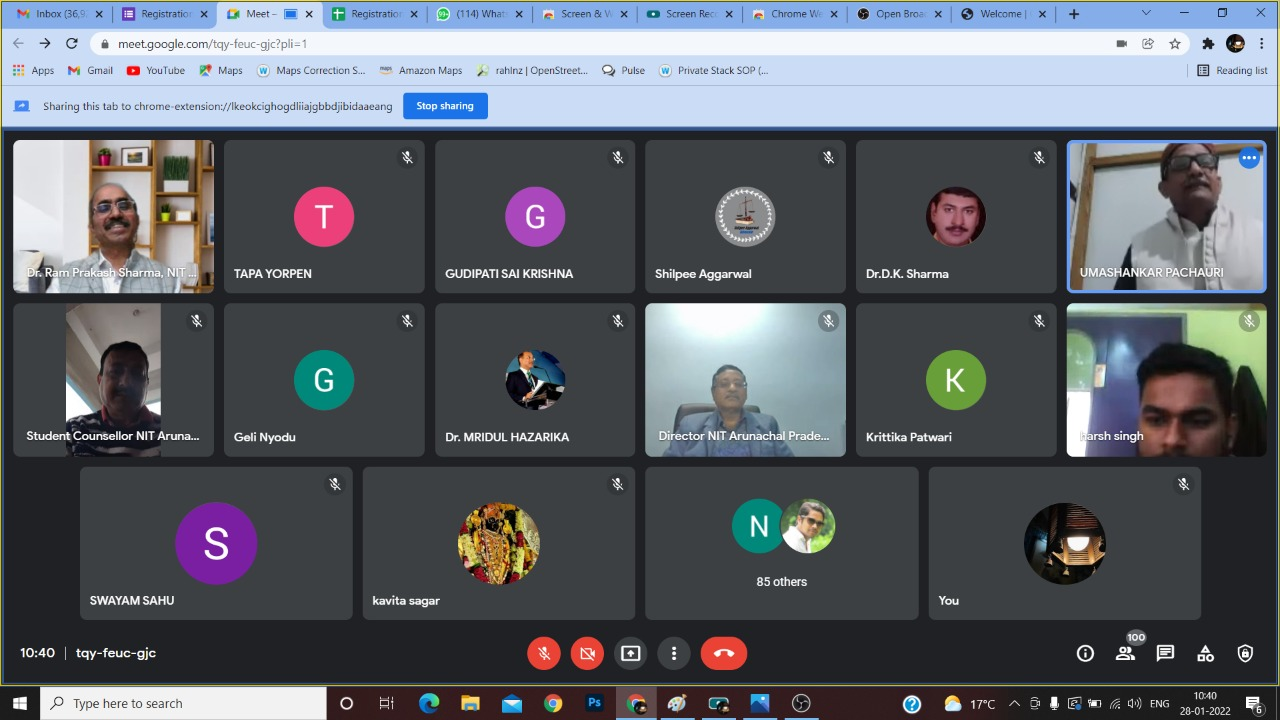 Inbox (36,9
Registration
Meet –
Registration
(114) Whats
Screen & W
Screen Rec
Chrome We
Open Broad
Welcome |
meet.google.com/tqy-feuc-gjc?pli=1
Apps
Gmail
YouTube
Maps
Maps Correction S...
Amazon Maps
rahlnz | OpenStreet...
Pulse
Private Stack SOP (...
Reading list
Sharing this tab to chrome-extension://lkeokcighogdliiajgbbdjibidaaeang
Stop sharing
T
G
Dr. Ram Prakash Sharma, NIT ...
TAPA YORPEN
GUDIPATI SAI KRISHNA
Shilpee Aggarwal
Dr.D.K. Sharma
UMASHANKAR PACHAURI
G
K
Student Counsellor NIT Aruna...
Geli Nyodu
Dr. MRIDUL HAZARIKA
Director NIT Arunachal Prade...
Krittika Patwari
harsh singh
S
N
85 others
SWAYAM SAHU
kavita sagar
You
10:40 | tqy-feuc-gjc
100
Type here to search
Ps
17°C
ENG
10:40
28-01-2022
6